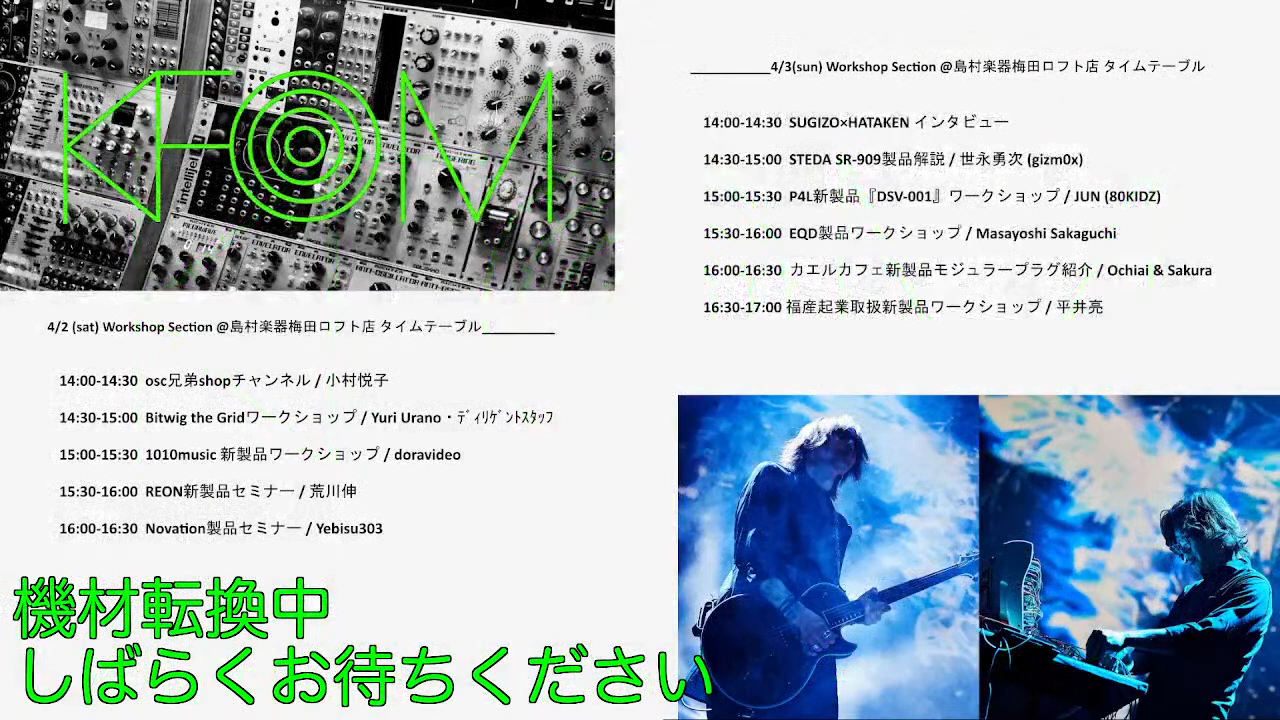 KFOM
intellijel
4/2 (sat) Workshop Section @島村楽器梅田ロフト店 タイムテーブル
14:00-14:30 osc兄弟shopチャンネル / 小村悦子
14:30-15:00 Bitwig the Gridワークショップ / Yuri Urano・ディリゲントスタッフ
15:00-15:30 1010music 新製品ワークショップ / doravideo
15:30-16:00 REON新製品セミナー / 荒川伸
16:00-16:30 Novation製品セミナー / Yebisu303
4/3(sun) Workshop Section @島村楽器梅田ロフト店 タイムテーブル
14:00-14:30 SUGIZO×HATAKEN インタビュー
14:30-15:00 STEDA SR-909製品解説 / 世永勇次 (gizm0x)
15:00-15:30 P4L新製品『DSV-001』ワークショップ / JUN (80KIDZ)
15:30-16:00 EQD製品ワークショップ / Masayoshi Sakaguchi
16:00-16:30 カエルカフェ新製品モジュラープラグ紹介 / Ochiai & Sakura
16:30-17:00 福産起業取扱新製品ワークショップ / 平井亮
機材転換中
しばらくお待ちください